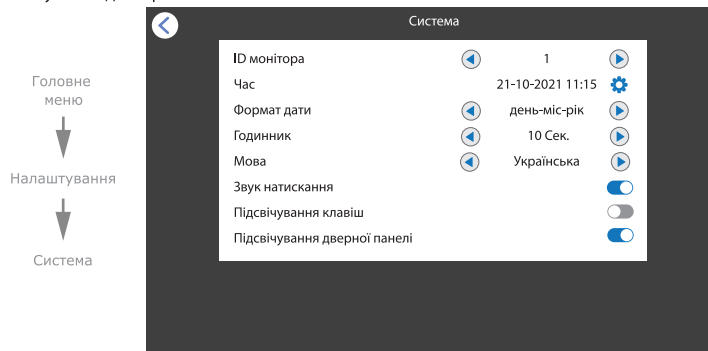 Система
Головне
меню
Налаштування
Система
ID монітора 1
Час 21-10-2021 11:15
Формат дати день-міс-рік
Годинник 10 Сек.
Мова Українська
Звук натискання
Підсвічування клавіш
Підсвічування дверної панелі